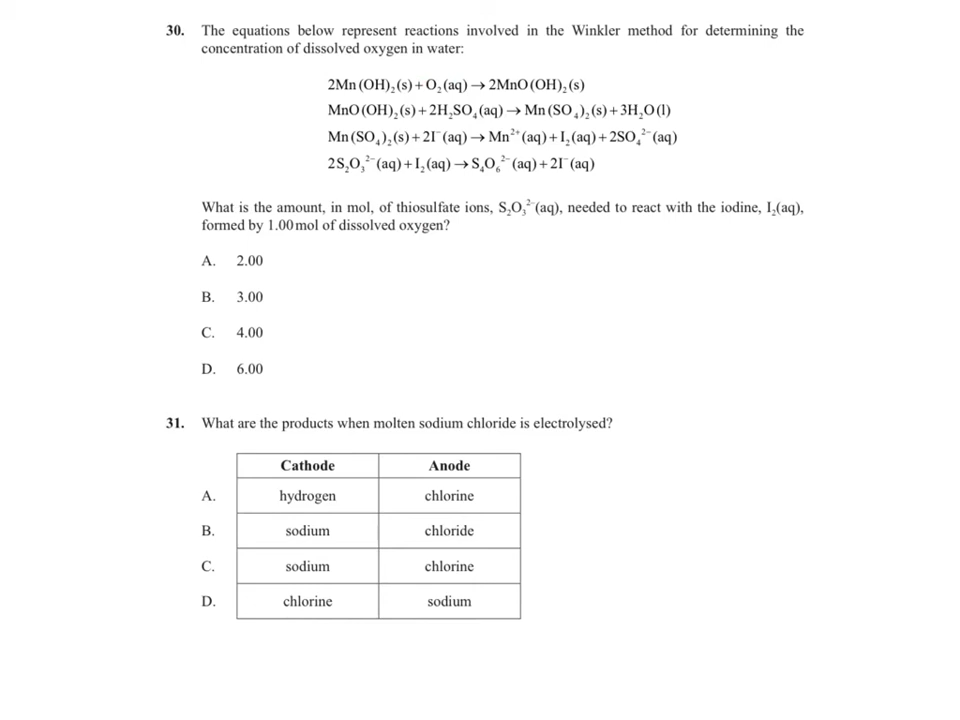 30. The equations below represent reactions involved in the Winkler method for determining the
concentration of dissolved oxygen in water:
2Mn(OH)₂(s) + O₂(aq) → 2MnO(OH)₂(s)
MnO(OH)₂(s) + 2H₂SO₄(aq) → Mn(SO₄)₂(s) + 3H₂O(l)
Mn(SO₄)₂(s) + 2I⁻(aq) → Mn²⁺(aq) + I₂(aq) + 2SO₄²⁻(aq)
2S₂O₃²⁻(aq) + I₂(aq) → S₄O₆²⁻(aq) + 2I⁻(aq)
What is the amount, in mol, of thiosulfate ions, S₂O₃²⁻(aq), needed to react with the iodine, I₂(aq),
formed by 1.00 mol of dissolved oxygen?
A. 2.00
B. 3.00
C. 4.00
D. 6.00
31. What are the products when molten sodium chloride is electrolysed?
Cathode Anode
A. hydrogen chlorine
B. sodium chloride
C. sodium chlorine
D. chlorine sodium